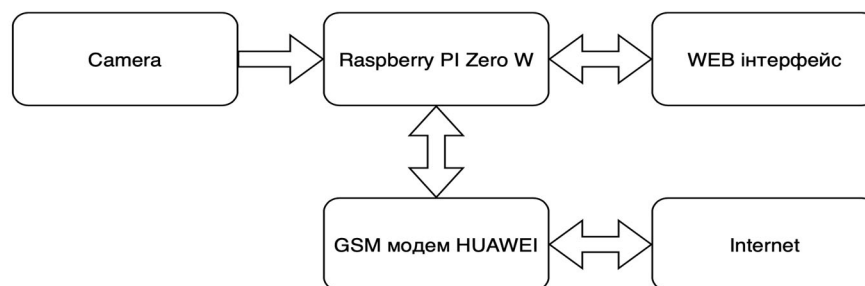 Camera
Raspberry PI Zero W
WEB інтерфейс
GSM модем HUAWEI
Internet